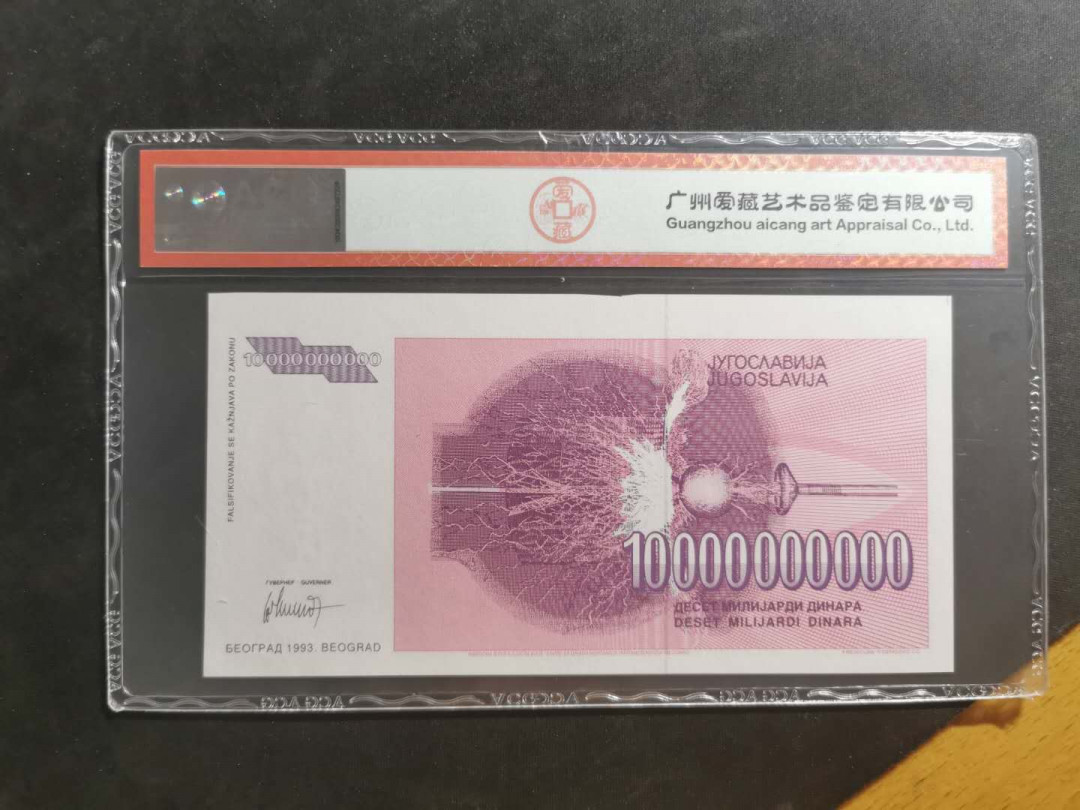 广州爱藏艺术品鉴定有限公司
Guangzhou aicang art Appraisal Co., Ltd.
爱
藏
ЈУГОСЛАВИЈА
JUGOSLAVIJA
10000000000
FALSIFIKOVANJE SE KAŽNJAVA PO ZAKONU
10000000000
ДЕСЕТ МИЛИЈАРДИ ДИНАРА
DESET MILIJARDI DINARA
ГУВЕРНЕР · GUVERNER
БЕОГРАД 1993. BEOGRAD